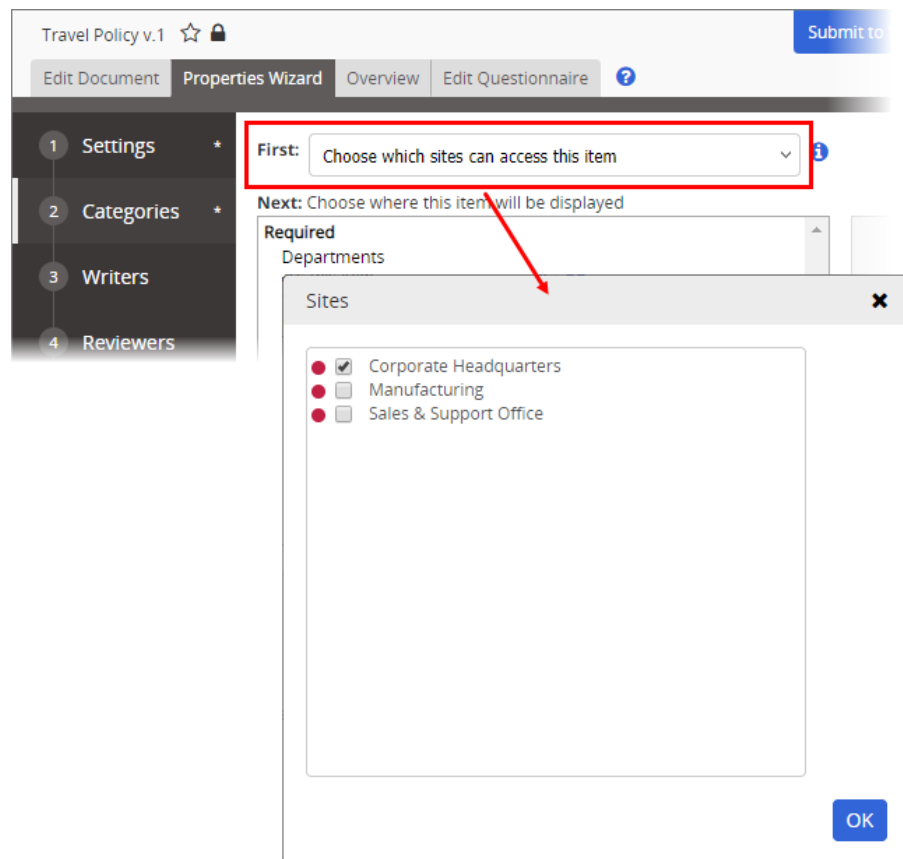 Travel Policy v.1
Submit to
Edit Document Properties Wizard Overview Edit Questionnaire ?
1 Settings *
First: Choose which sites can access this item i
2 Categories *
Next: Choose where this item will be displayed
Required
Departments
3 Writers
4 Reviewers
Sites
Corporate Headquarters
Manufacturing
Sales & Support Office
OK